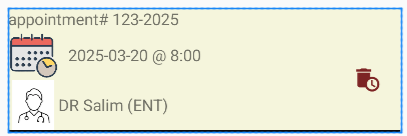 appointment# 123-2025
2025-03-20 @ 8:00
DR Salim (ENT)